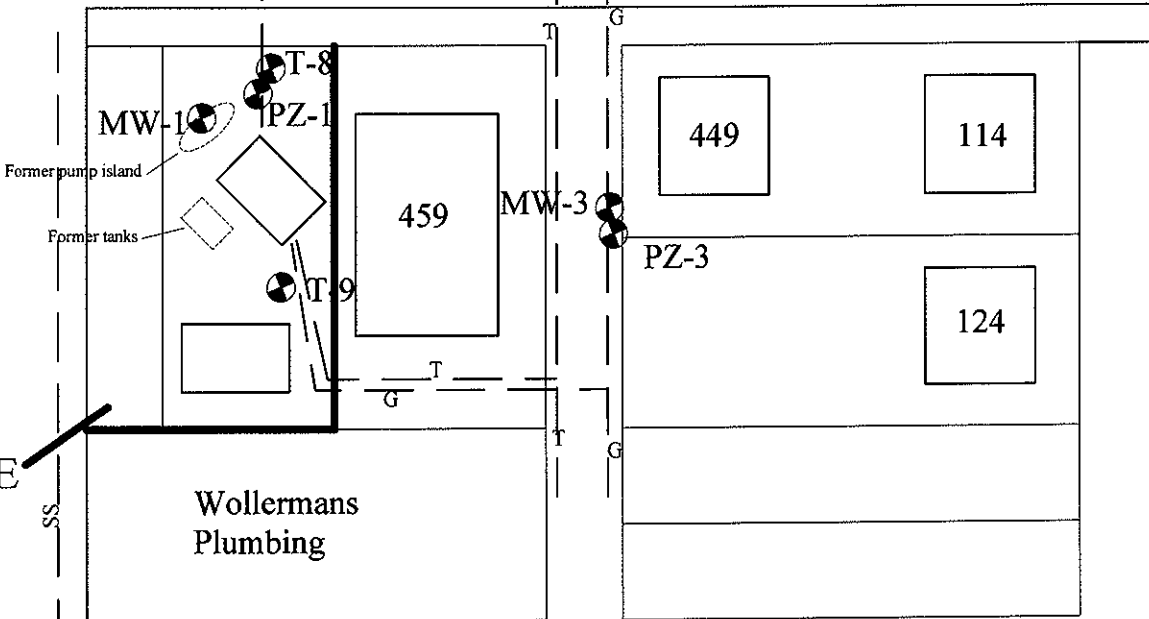 T
G
T-8
PZ-1
MW-1
Former pump island
449
114
459
MW-3
Former tanks
PZ-3
T-9
124
T
G
T
G
E
SS
Wollermans
Plumbing